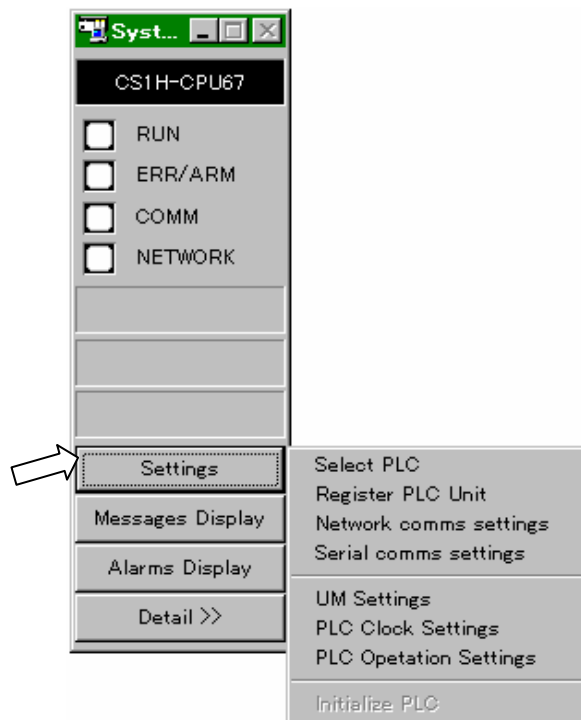 Syst...
CS1H-CPU67
RUN
ERR/ARM
COMM
NETWORK
Settings
Messages Display
Alarms Display
Detail >>
Select PLC
Register PLC Unit
Network comms settings
Serial comms settings
UM Settings
PLC Clock Settings
PLC Opetation Settings
Initialize PLC